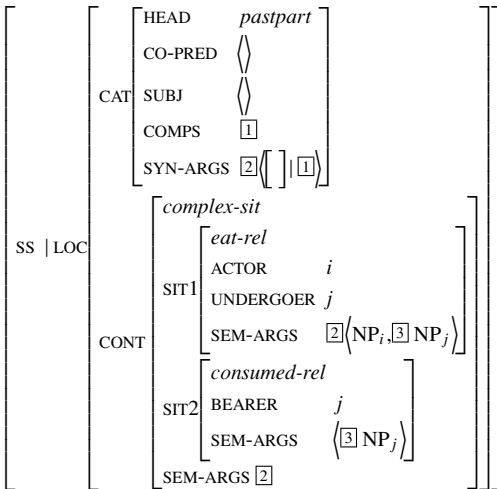 HEAD pastpart
CO-PRED ⟨⟩
SUBJ ⟨⟩
CAT
COMPS 1
SYN-ARGS 2⟨[ ]|1⟩
complex-sit
eat-rel
SS | LOC
ACTOR i
SIT1
UNDERGOER j
SEM-ARGS 2⟨NPi,3 NPj⟩
CONT
consumed-rel
SIT2 BEARER j
SEM-ARGS ⟨3 NPj⟩
SEM-ARGS 2